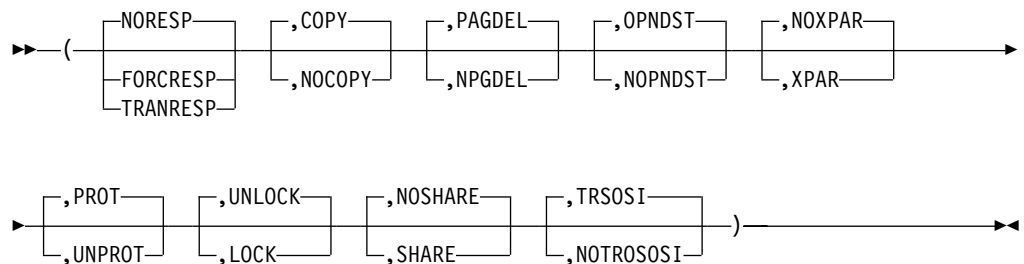 NORESP ,COPY ,PAGDEL ,OPNDST ,NOXPAR
(
FORCRESP ,NOCOPY ,NPGDEL ,NOPNDST ,XPAR
TRANRESP
,PROT ,UNLOCK ,NOSHARE ,TRSOSI
)
,UNPROT ,LOCK ,SHARE ,NOTROSOSI